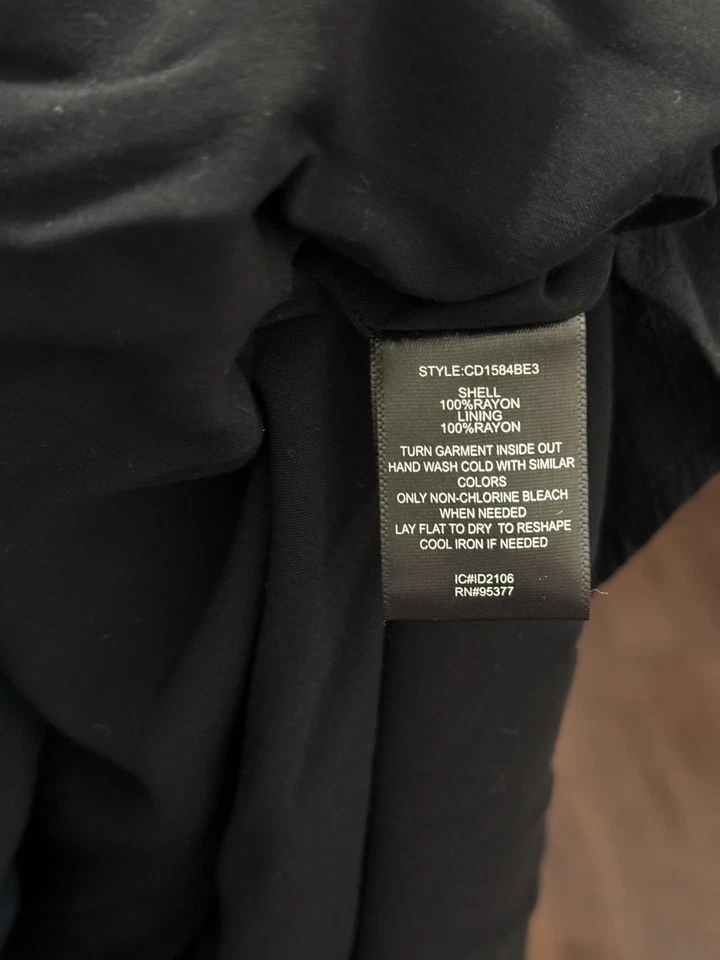 STYLE:CD1584BE3
SHELL
100%RAYON
LINING
100%RAYON
TURN GARMENT INSIDE OUT
HAND WASH COLD WITH SIMILAR
COLORS
ONLY NON-CHLORINE BLEACH
WHEN NEEDED
LAY FLAT TO DRY TO RESHAPE
COOL IRON IF NEEDED
IC#ID2106
RN#95377